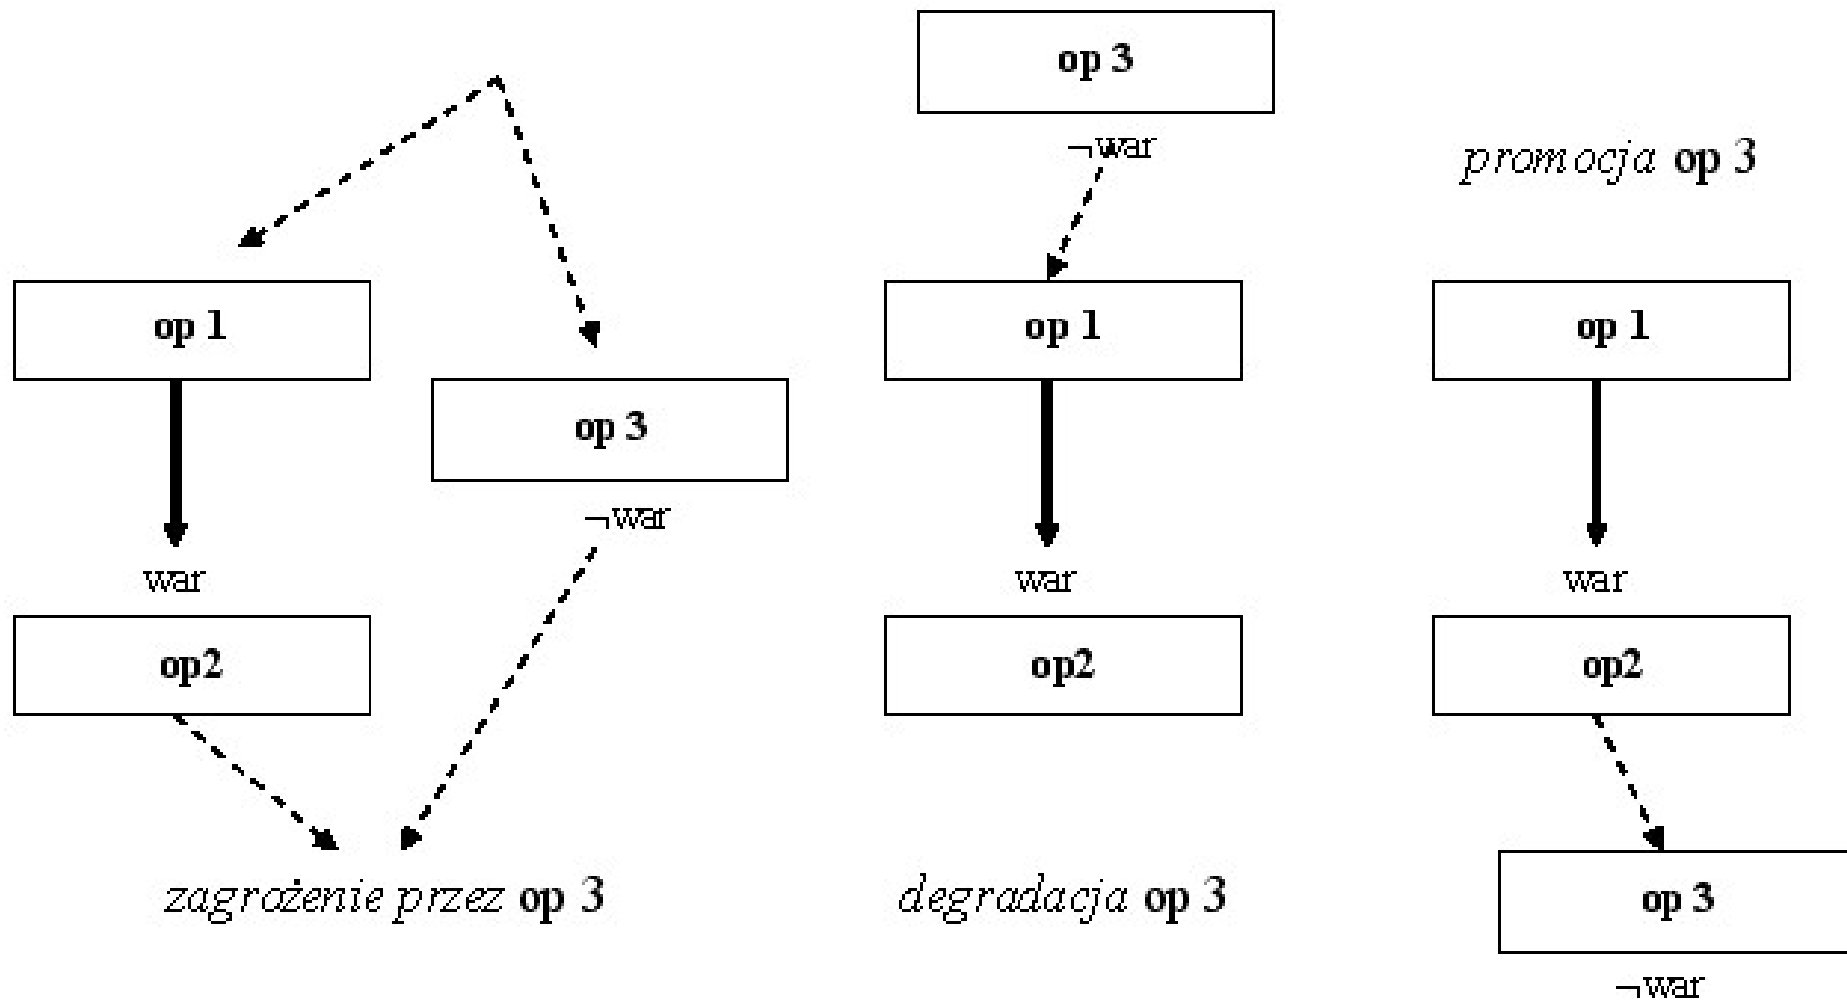 op 1
op 3
¬war
war
op2
zagrożenie przez op 3
op 3
¬war
op 1
war
op2
degradacja op 3
promocja op 3
op 1
war
op2
op 3
¬war